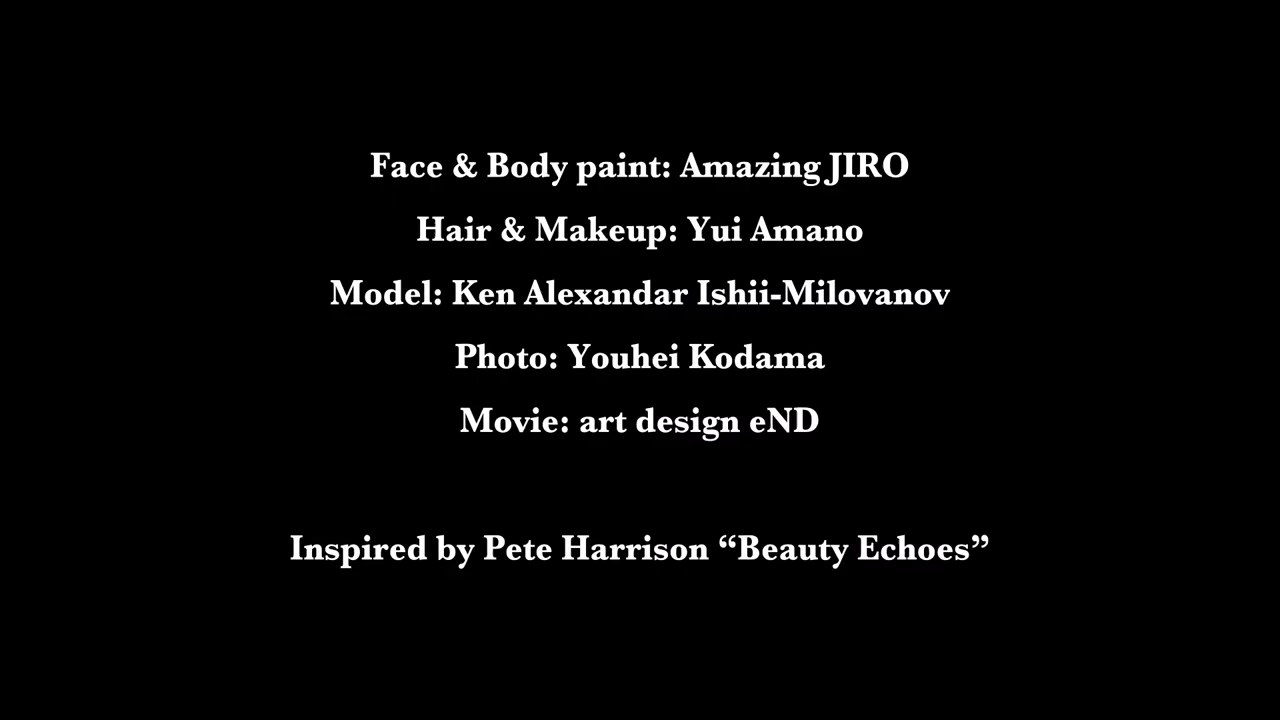 Face & Body paint: Amazing JIRO
Hair & Makeup: Yui Amano
Model: Ken Alexandar Ishii-Milovanov
Photo: Youhei Kodama
Movie: art design eND
Inspired by Pete Harrison “Beauty Echoes”